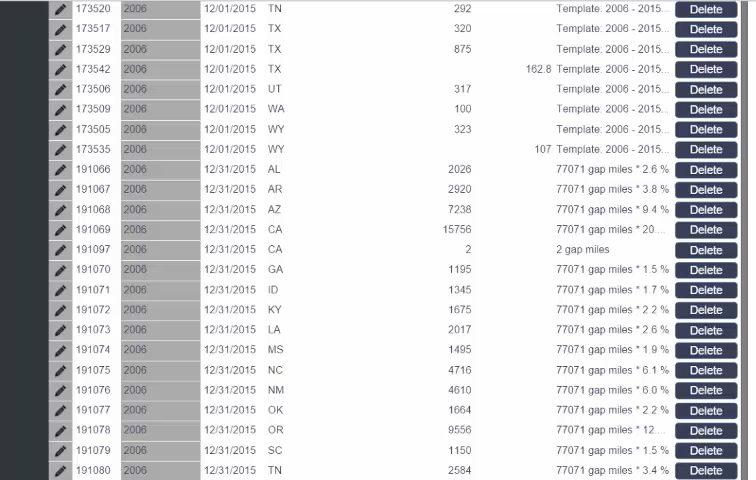 173520 2006 12/01/2015 TN 292 Template: 2006 - 2015... Delete
173517 2006 12/01/2015 TX 320 Template: 2006 - 2015... Delete
173529 2006 12/01/2015 TX 875 Template: 2006 - 2015... Delete
173542 2006 12/01/2015 TX 162.8 Template: 2006 - 2015... Delete
173506 2006 12/01/2015 UT 317 Template: 2006 - 2015... Delete
173509 2006 12/01/2015 WA 100 Template: 2006 - 2015... Delete
173505 2006 12/01/2015 WY 323 Template: 2006 - 2015... Delete
173535 2006 12/01/2015 WY 107 Template: 2006 - 2015... Delete
191066 2006 12/31/2015 AL 2026 77071 gap miles * 2.6 % Delete
191067 2006 12/31/2015 AR 2920 77071 gap miles * 3.8 % Delete
191068 2006 12/31/2015 AZ 7238 77071 gap miles * 9.4 % Delete
191069 2006 12/31/2015 CA 15756 77071 gap miles * 20.... Delete
191097 2006 12/31/2015 CA 2 2 gap miles Delete
191070 2006 12/31/2015 GA 1195 77071 gap miles * 1.5 % Delete
191071 2006 12/31/2015 ID 1345 77071 gap miles * 1.7 % Delete
191072 2006 12/31/2015 KY 1675 77071 gap miles * 2.2 % Delete
191073 2006 12/31/2015 LA 2017 77071 gap miles * 2.6 % Delete
191074 2006 12/31/2015 MS 1495 77071 gap miles * 1.9 % Delete
191075 2006 12/31/2015 NC 4716 77071 gap miles * 6.1 % Delete
191076 2006 12/31/2015 NM 4610 77071 gap miles * 6.0 % Delete
191077 2006 12/31/2015 OK 1664 77071 gap miles * 2.2 % Delete
191078 2006 12/31/2015 OR 9556 77071 gap miles * 12.... Delete
191079 2006 12/31/2015 SC 1150 77071 gap miles * 1.5 % Delete
191080 2006 12/31/2015 TN 2584 77071 gap miles * 3.4 % Delete